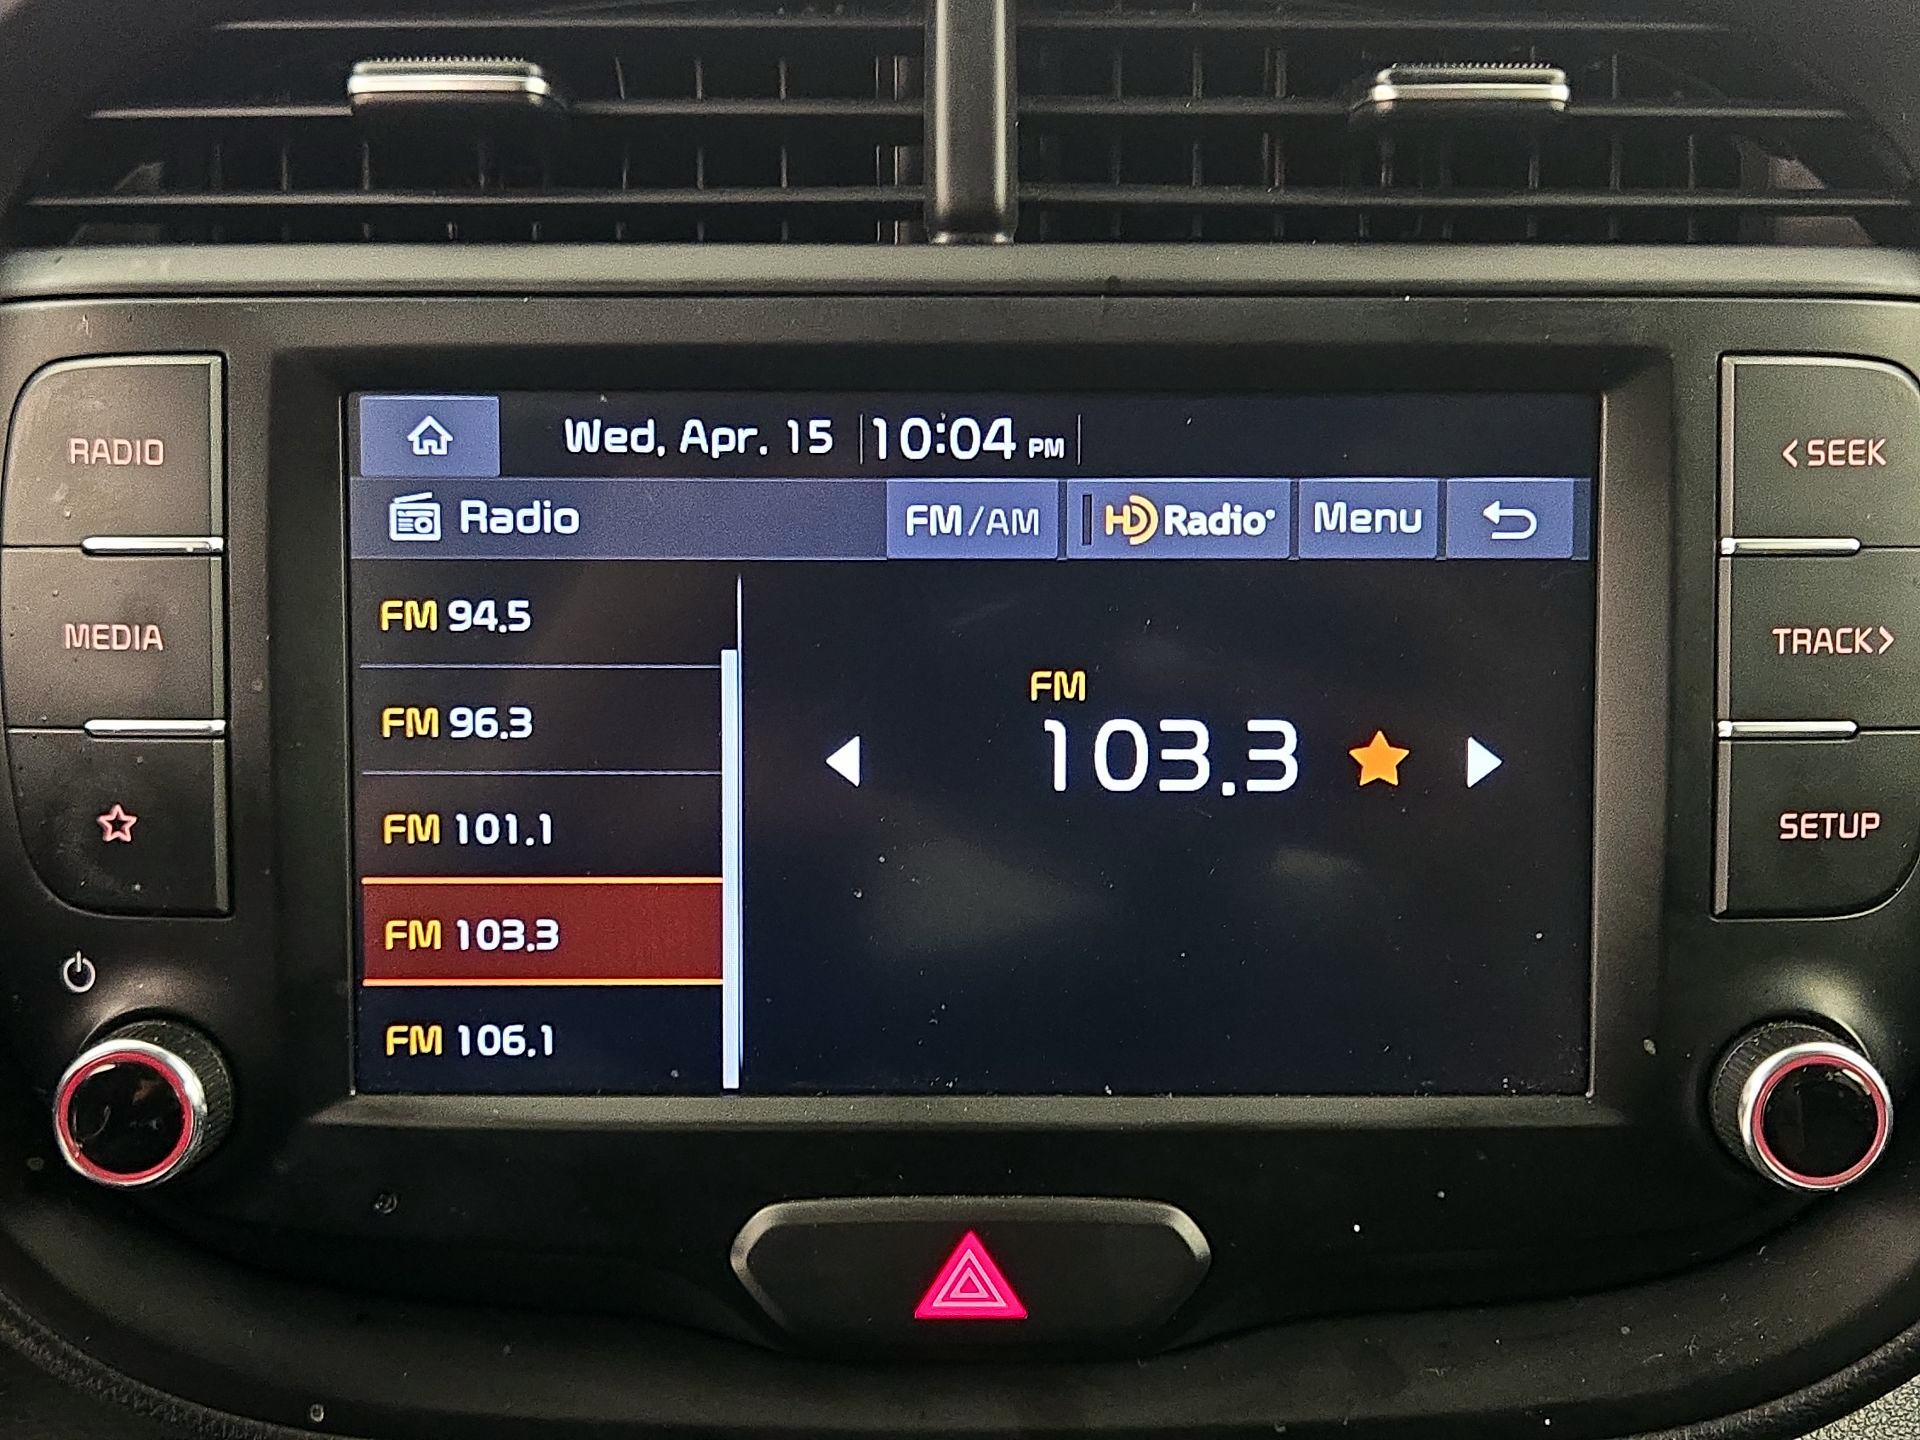 RADIO
MEDIA
Wed, Apr. 15 10:04 PM
Radio FM/AM HD Radio Menu
FM 94.5
FM 96.3
FM 101.1
FM 103.3
FM 106.1
FM
103.3
< SEEK
TRACK >
SETUP